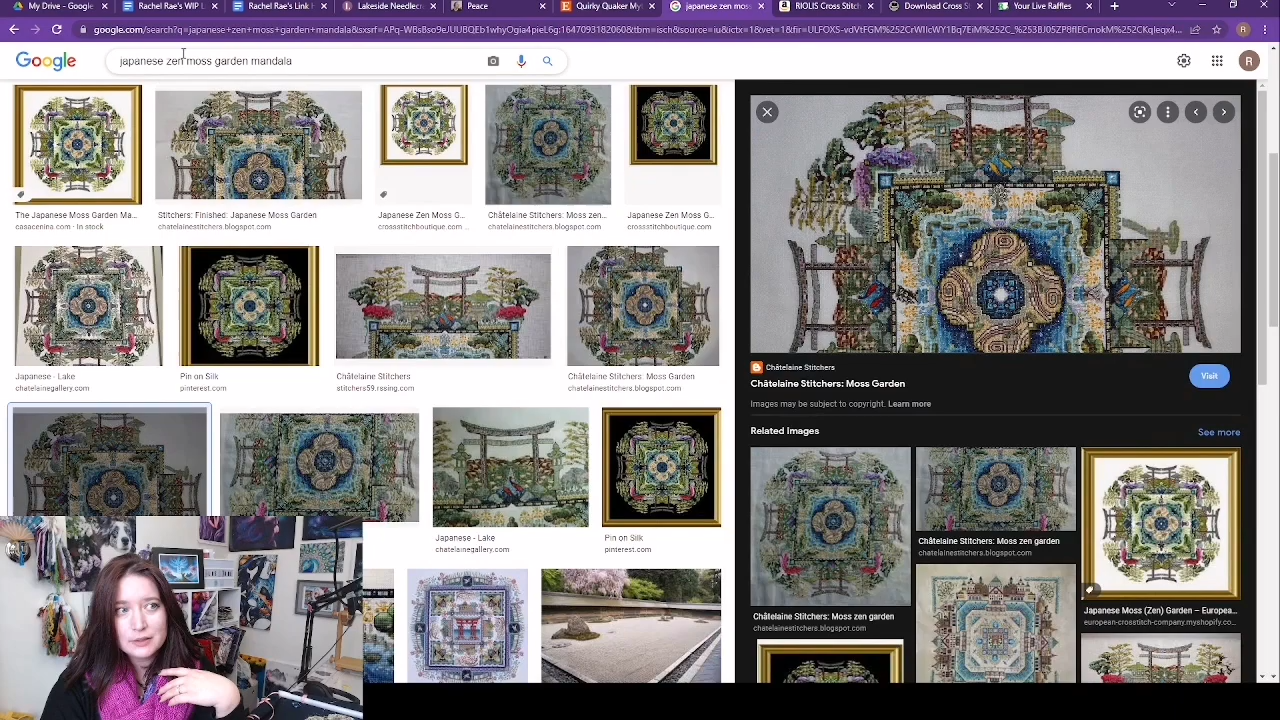 My Drive - Google
Rachel Rae's WIP L
Rachel Rae's Link H
Lakeside Needlecr
Peace
Quirky Quaker My
japanese zen mos
RIOLIS Cross Stitch
Download Cross St
Your Live Raffles
Google
japanese zen moss garden mandala
R
The Japanese Moss Garden Ma...
casacenina.com · In stock
Stitchers: Finished: Japanese Moss Garden
chatelainestitchers.blogspot.com
Japanese Zen Moss G...
crossstitchboutique.com ...
Châtelaine Stitchers: Moss zen...
chatelainestitchers.blogspot.com
Japanese Zen Moss G...
crossstitchboutique.com
Japanese - Lake
chatelainegallery.com
Pin on Silk
pinterest.com
Châtelaine Stitchers
stitchers59.rssing.com
Châtelaine Stitchers: Moss Garden
chatelainestitchers.blogspot.com
Japanese - Lake
chatelainegallery.com
Pin on Silk
pinterest.com
Châtelaine Stitchers
Châtelaine Stitchers: Moss Garden
Visit
Images may be subject to copyright. Learn more
Related Images
See more
Châtelaine Stitchers: Moss zen garden
chatelainestitchers.blogspot.com
Châtelaine Stitchers: Moss zen garden
chatelainestitchers.blogspot.com
Japanese Moss (Zen) Garden – Europea...
european-crosstitch-company.myshopify.co...